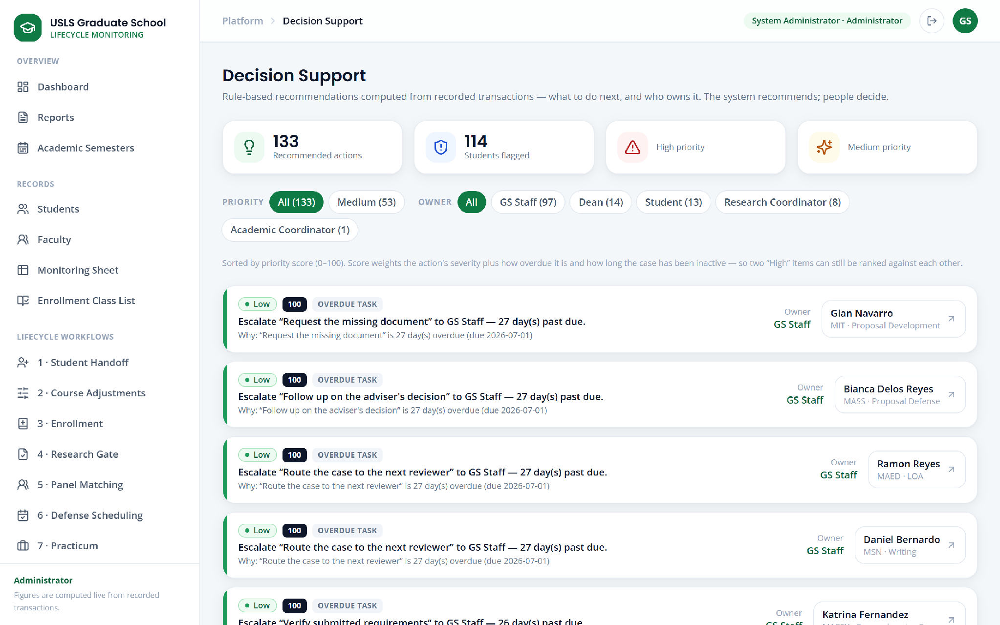 USLS Graduate School
LIFECYCLE MONITORING
OVERVIEW
Dashboard
Reports
Academic Semesters
RECORDS
Students
Faculty
Monitoring Sheet
Enrollment Class List
LIFECYCLE WORKFLOWS
1 · Student Handoff
2 · Course Adjustments
3 · Enrollment
4 · Research Gate
5 · Panel Matching
6 · Defense Scheduling
7 · Practicum
Administrator
Figures are computed live from recorded
transactions.
Platform > Decision Support
System Administrator · Administrator
GS
Decision Support
Rule-based recommendations computed from recorded transactions — what to do next, and who owns it. The system recommends; people decide.
133
Recommended actions
114
Students flagged
High priority
Medium priority
PRIORITY All (133) Medium (53) OWNER All GS Staff (97) Dean (14) Student (13) Research Coordinator (8)
Academic Coordinator (1)
Sorted by priority score (0–100). Score weights the action's severity plus how overdue it is and how long the case has been inactive — so two “High” items can still be ranked against each other.
Low 100 OVERDUE TASK
Escalate “Request the missing document” to GS Staff — 27 day(s) past due.
Why: “Request the missing document” is 27 day(s) overdue (due 2026-07-01)
Owner
GS Staff
Gian Navarro
MIT · Proposal Development
Low 100 OVERDUE TASK
Escalate “Follow up on the adviser's decision” to GS Staff — 27 day(s) past due.
Why: “Follow up on the adviser's decision” is 27 day(s) overdue (due 2026-07-01)
Owner
GS Staff
Bianca Delos Reyes
MASS · Proposal Defense
Low 100 OVERDUE TASK
Escalate “Route the case to the next reviewer” to GS Staff — 27 day(s) past due.
Why: “Route the case to the next reviewer” is 27 day(s) overdue (due 2026-07-01)
Owner
GS Staff
Ramon Reyes
MAED · LOA
Low 100 OVERDUE TASK
Escalate “Route the case to the next reviewer” to GS Staff — 27 day(s) past due.
Why: “Route the case to the next reviewer” is 27 day(s) overdue (due 2026-07-01)
Owner
GS Staff
Daniel Bernardo
MSN · Writing
Low 100 OVERDUE TASK
Escalate “Verify submitted requirements” to GS Staff — 26 day(s) past due.
Owner
GS Staff
Katrina Fernandez